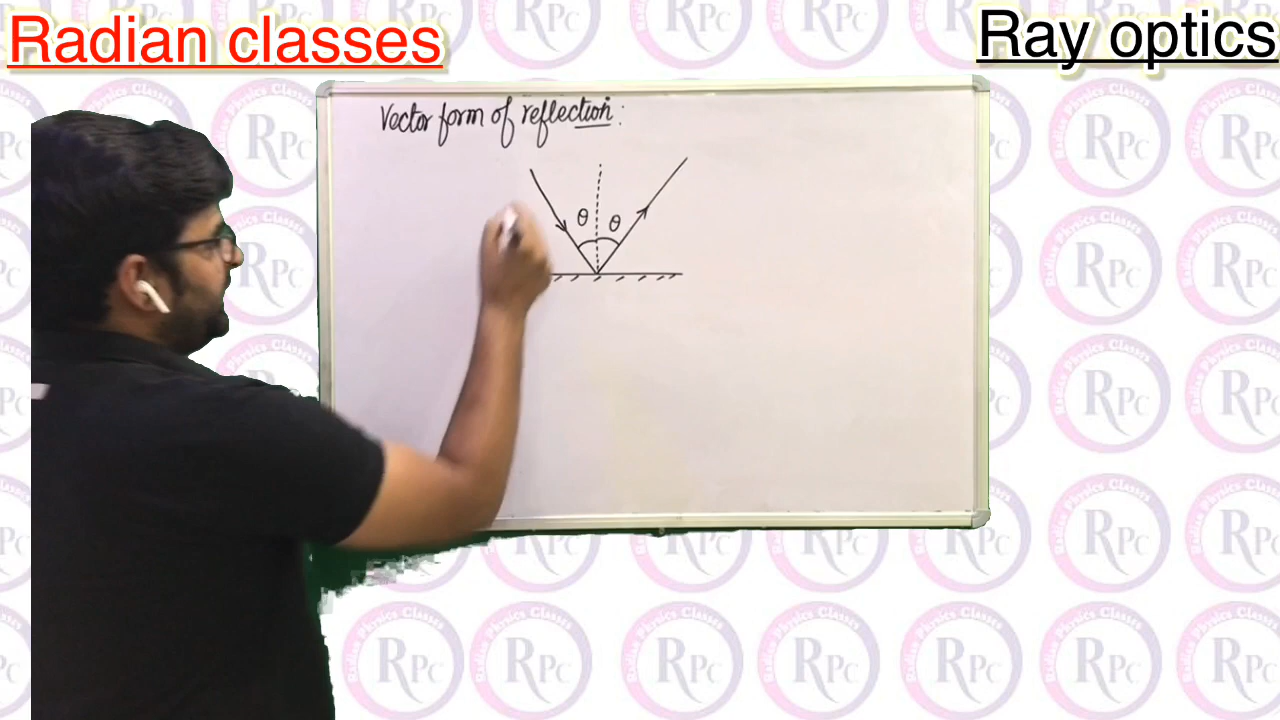 Radian classes
Ray optics
Vector form of reflection:
θ θ